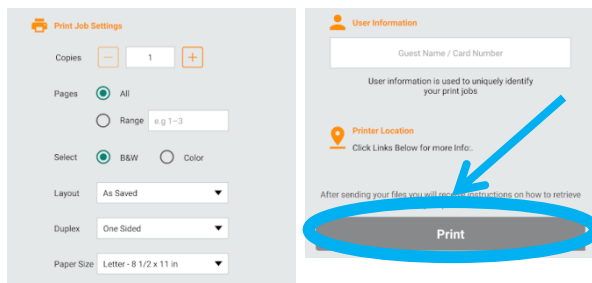 Print Job Settings
Copies
1
Pages
All
Range
e.g 1~3
Select
B&W
Color
Layout
As Saved
Duplex
One Sided
Paper Size
Letter - 8 1/2 x 11 in
User Information
Guest Name / Card Number
User information is used to uniquely identify
your print jobs
Printer Location
Click Links Below for more Info:.
After sending your files you will instructions on how to retrieve
Print